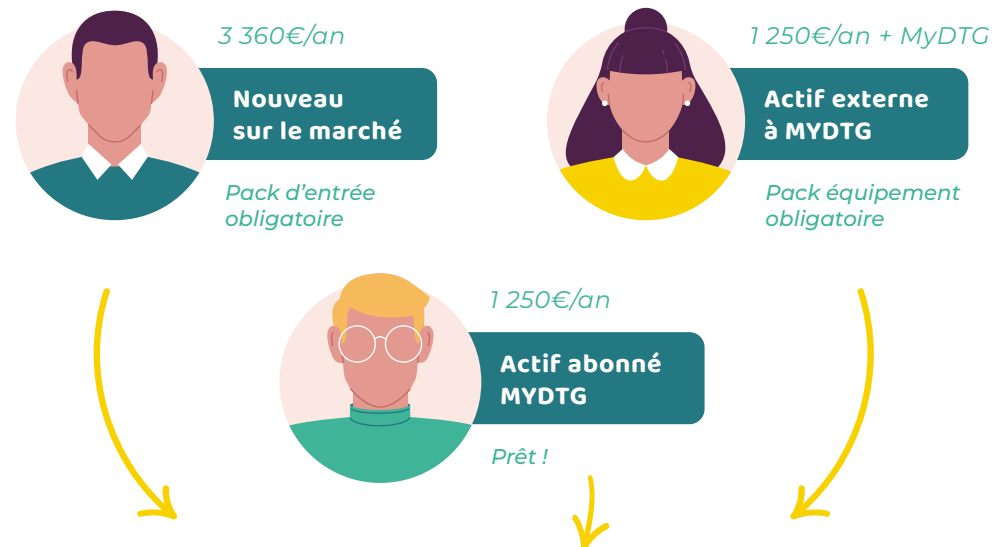 3 360€/an
Nouveau
sur le marché
Pack d'entrée
obligatoire
1 250€/an + MyDTG
Actif externe
à MYDTG
Pack équipement
obligatoire
1 250€/an
Actif abonné
MYDTG
Prêt !